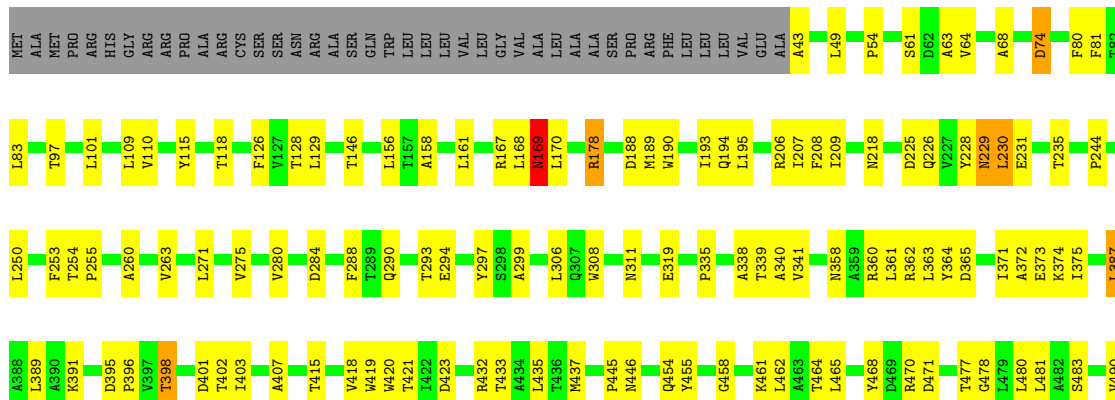 MET ALA MET PRO ARG HIS GLY ARG ARG PRO ALA ARG CYS SER SER ASN ARG ALA SER GLN TRP LEU LEU LEU VAL LEU GLY VAL ALA LEU ALA ALA SER PRO ARG PHE LEU LEU LEU VAL GLU ALA A43 L49 P54 S61 D62 A63 V64 A68 D74 F80 F81 T82
L83 T97 L101 L109 V110 Y115 T118 F126 V127 T128 L129 T146 L156 T157 A158 L161 R167 L168 N169 L170 R178 D188 M189 W190 I193 Q194 L195 R206 I207 F208 I209 N218 D225 Q226 V227 Y228 N229 L230 E231 T235 P244
L250 F253 T254 P255 A260 V263 L271 V275 V280 D284 F288 T289 Q290 T293 E294 Y297 S298 A299 L306 Q307 W308 N311 E319 P335 A338 T339 A340 V341 N358 A359 R360 L361 R362 L363 Y364 D365 I371 A372 E373 K374 I375 L387
A388 L389 A390 K391 D395 P396 V397 T398 D401 T402 I403 A407 T415 V418 W419 W420 T421 I422 D423 R432 T433 A434 L435 T436 M437 P445 N446 Q454 Y455 G458 K461 L462 A463 T464 L465 Y468 D469 R470 D471 T477 G478 L479 L480 L481 A482 S483